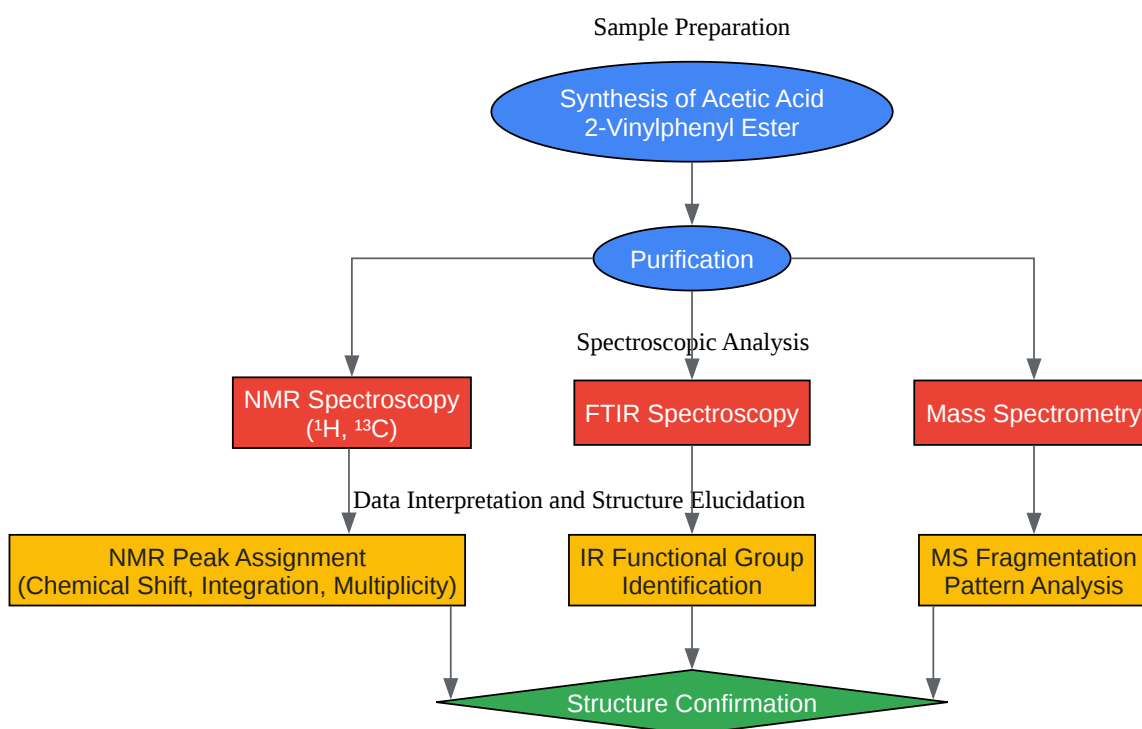 Sample Preparation
Synthesis of Acetic Acid
2-Vinylphenyl Ester
Purification
Spectroscopic Analysis
NMR Spectroscopy
(¹H, ¹³C)
FTIR Spectroscopy
Mass Spectrometry
Data Interpretation and Structure Elucidation
NMR Peak Assignment
(Chemical Shift, Integration, Multiplicity)
IR Functional Group
Identification
MS Fragmentation
Pattern Analysis
Structure Confirmation